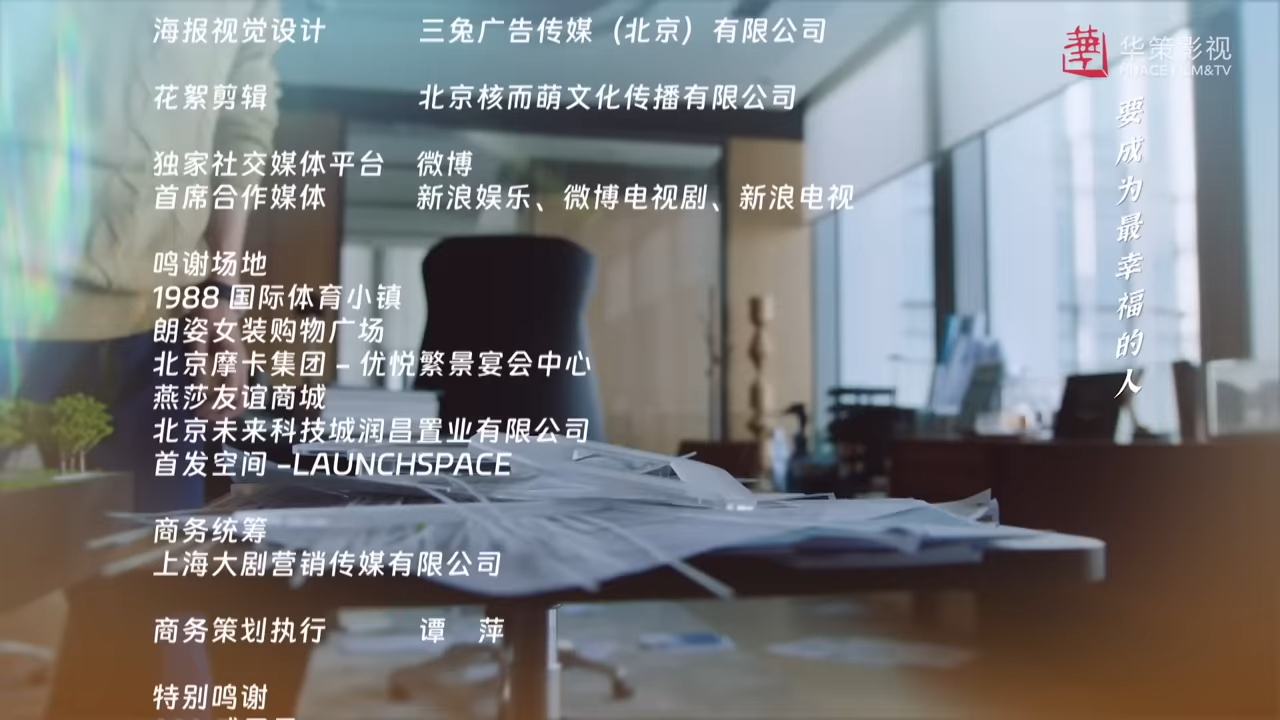 海报视觉设计 三兔广告传媒（北京）有限公司
花絮剪辑 北京核而萌文化传播有限公司
独家社交媒体平台 微博
首席合作媒体 新浪娱乐、微博电视剧、新浪电视
鸣谢场地
1988 国际体育小镇
朗姿女装购物广场
北京摩卡集团 – 优悦繁景宴会中心
燕莎友谊商城
北京未来科技城润昌置业有限公司
首发空间 –LAUNCHSPACE
商务统筹
上海大剧营销传媒有限公司
商务策划执行 谭 萍
特别鸣谢
華 华策影视
HUACE FILM&TV
要成为最幸福的人